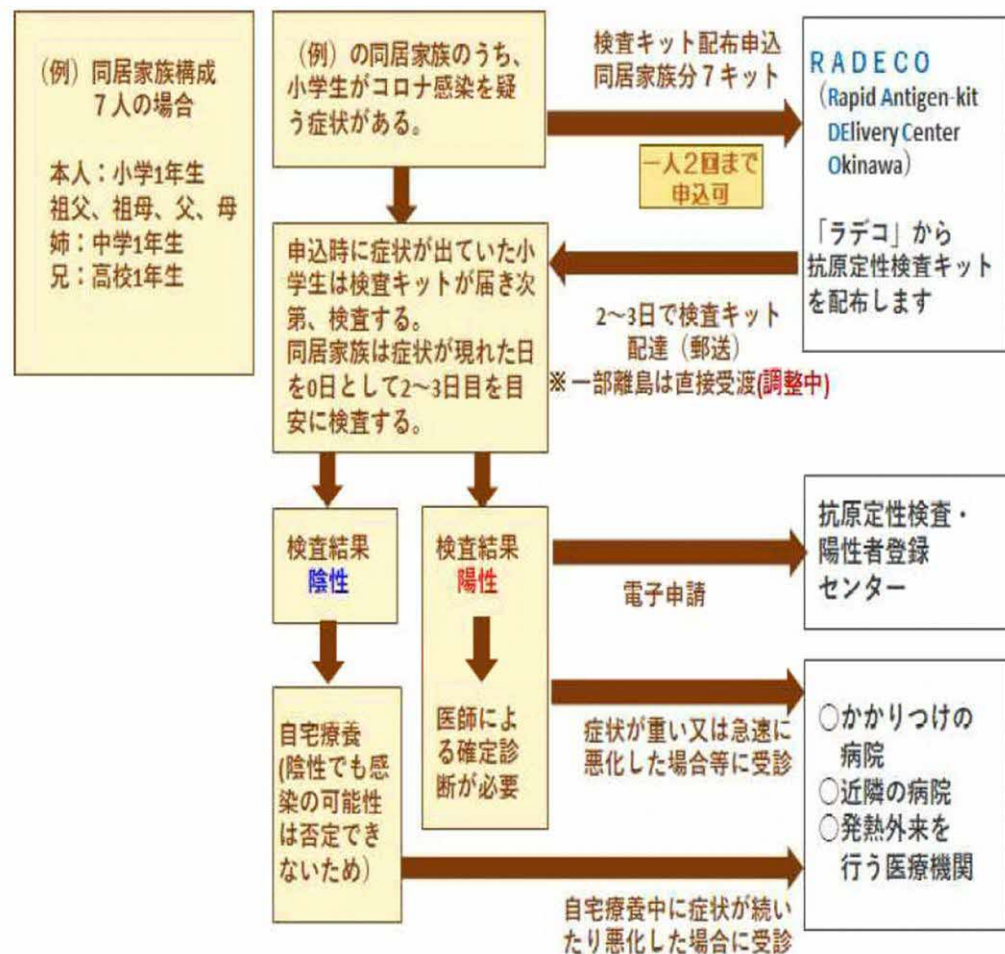 （例）同居家族構成
７人の場合
本人：小学1年生
祖父、祖母、父、母
姉：中学1年生
兄：高校1年生
（例）の同居家族のうち、
小学生がコロナ感染を疑
う症状がある。
検査キット配布申込
同居家族分７キット
一人２回まで
申込可
ＲＡＤＥＣＯ
（Rapid Antigen-kit
DElivery Center
Okinawa）
「ラデコ」から
抗原定性検査キット
を配布します
申込時に症状が出ていた小
学生は検査キットが届き次
第、検査する。
同居家族は症状が現れた日
を0日として2～3日目を目
安に検査する。
2～3日で検査キット
配達（郵送）
※一部離島は直接受渡(調整中)
検査結果
陰性
検査結果
陽性
電子申請
抗原定性検査・
陽性者登録
センター
自宅療養
(陰性でも感
染の可能性
は否定でき
ないため）
医師によ
る確定診
断が必要
症状が重い又は急速に
悪化した場合等に受診
○かかりつけの
病院
○近隣の病院
○発熱外来を
行う医療機関
自宅療養中に症状が続い
たり悪化した場合に受診